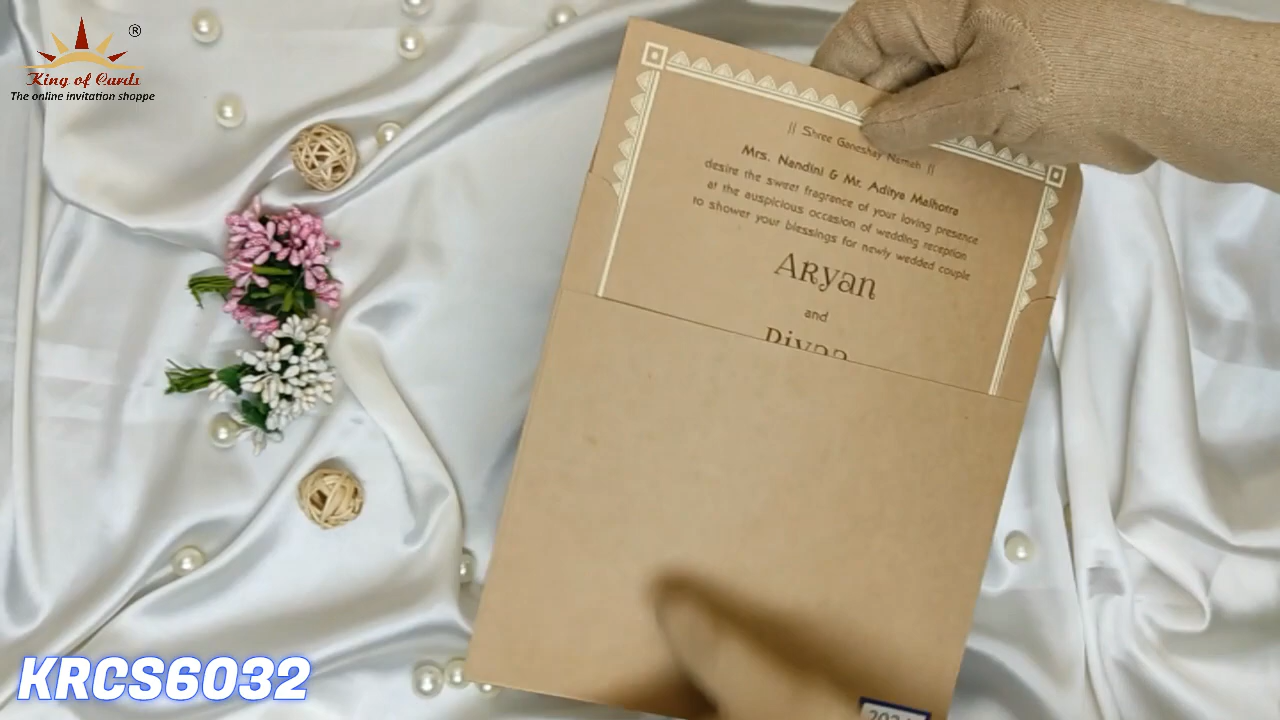 ®
King of Cards
The online invitation shoppe
|| Shree Ganeshay Namah ||
Mrs. Nandini & Mr. Aditya Malhotra
desire the sweet fragrance of your loving presence
at the auspicious occasion of wedding reception
to shower your blessings for newly wedded couple
Aryan
and
KRCS6032